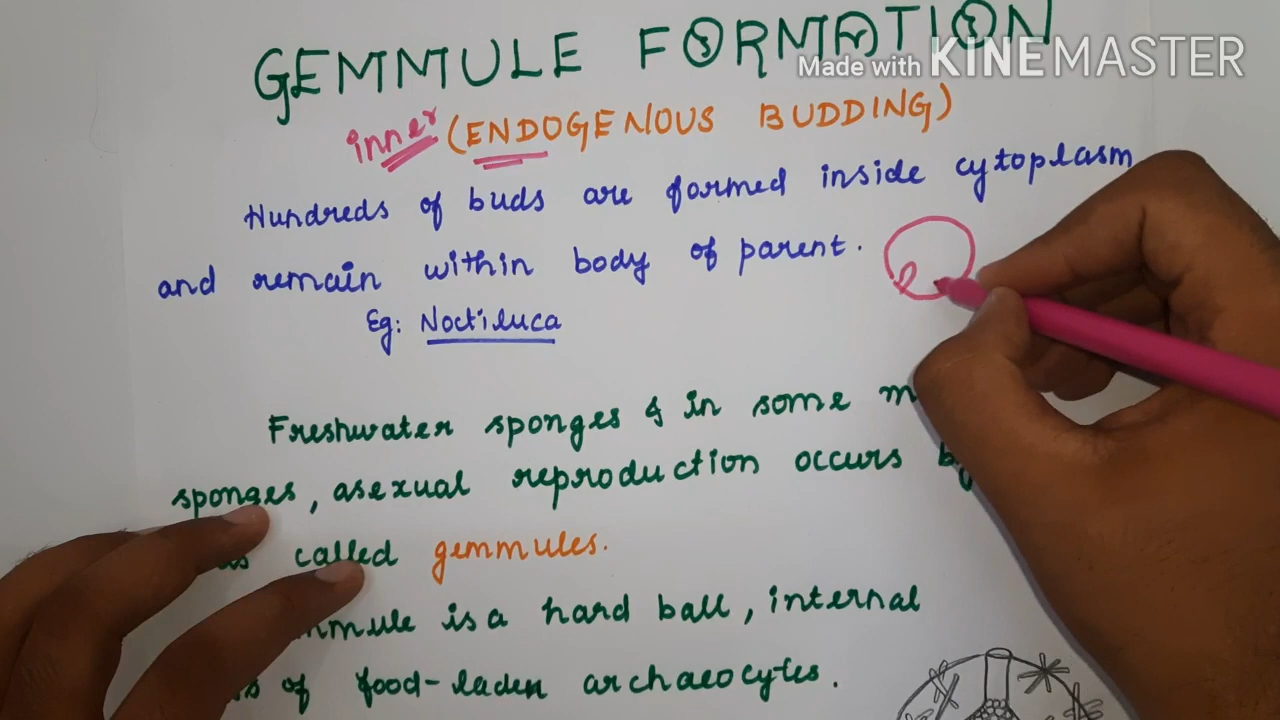 GEMMULE FORMATION
Made with KINEMASTER
inner (ENDOGENOUS BUDDING)
Hundreds of buds are formed inside cytoplasm
and remain within body of parent.
Eg: Noctiluca
Freshwater sponges & in some
sponges, asexual reproduction occurs
called gemmules.
is a hard ball, internal
of food-laden archaeocytes.